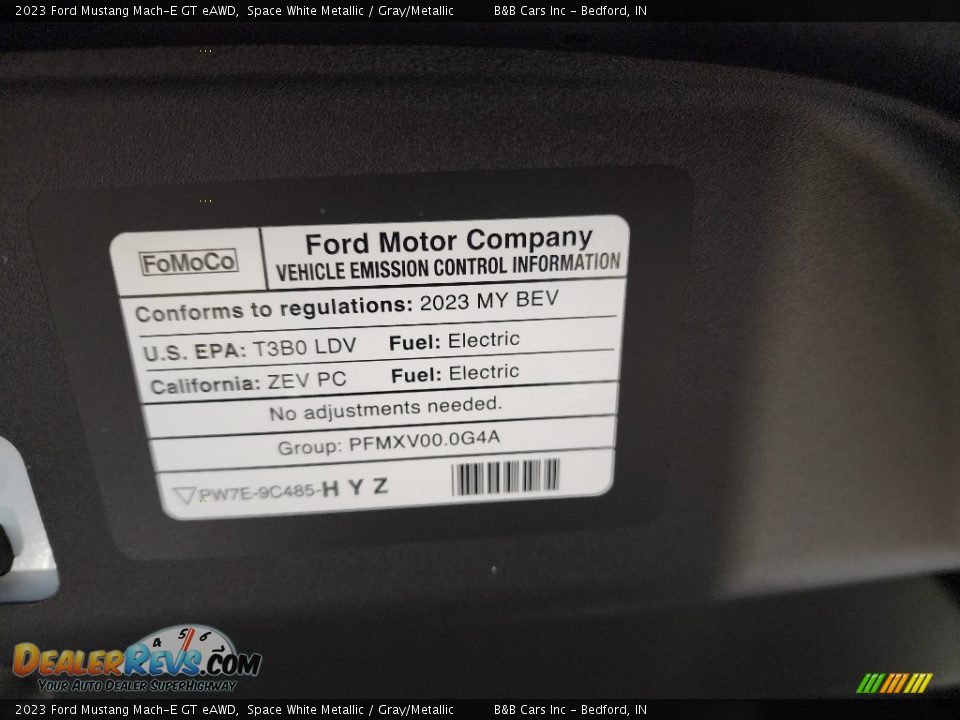 2023 Ford Mustang Mach-E GT eAWD, Space White Metallic / Gray/Metallic B&B Cars Inc - Bedford, IN
FoMoCo
Ford Motor Company
VEHICLE EMISSION CONTROL INFORMATION
Conforms to regulations: 2023 MY BEV
U.S. EPA: T3B0 LDV Fuel: Electric
California: ZEV PC Fuel: Electric
No adjustments needed.
Group: PFMXV00.0G4A
PW7E-9C485-H Y Z
4 5 6
DEALERREVS.COM
YOUR AUTO DEALER SUPERHIGHWAY
2023 Ford Mustang Mach-E GT eAWD, Space White Metallic / Gray/Metallic B&B Cars Inc - Bedford, IN